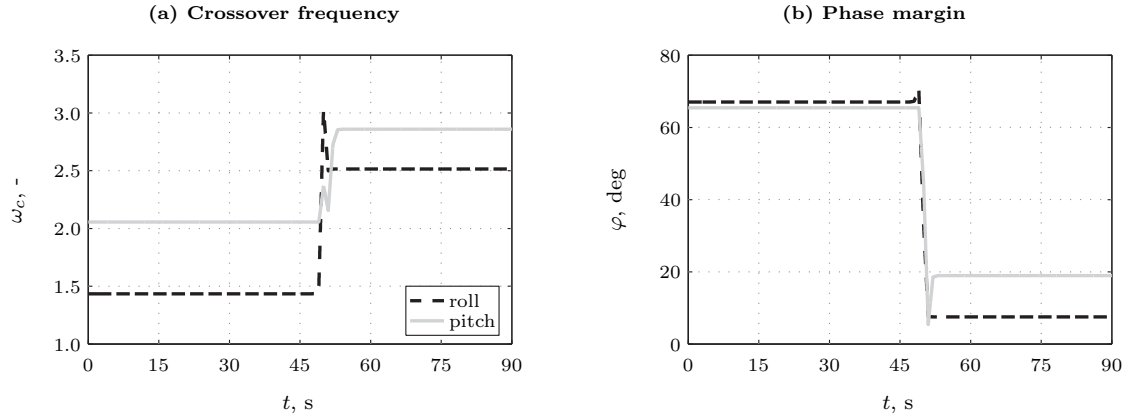 (a) Crossover frequency
3.5
3.0
2.5
2.0
1.5
1.0
ω_c, -
0 15 30 45 60 75 90
t, s
roll
pitch
(b) Phase margin
80
60
40
20
0
φ, deg
0 15 30 45 60 75 90
t, s